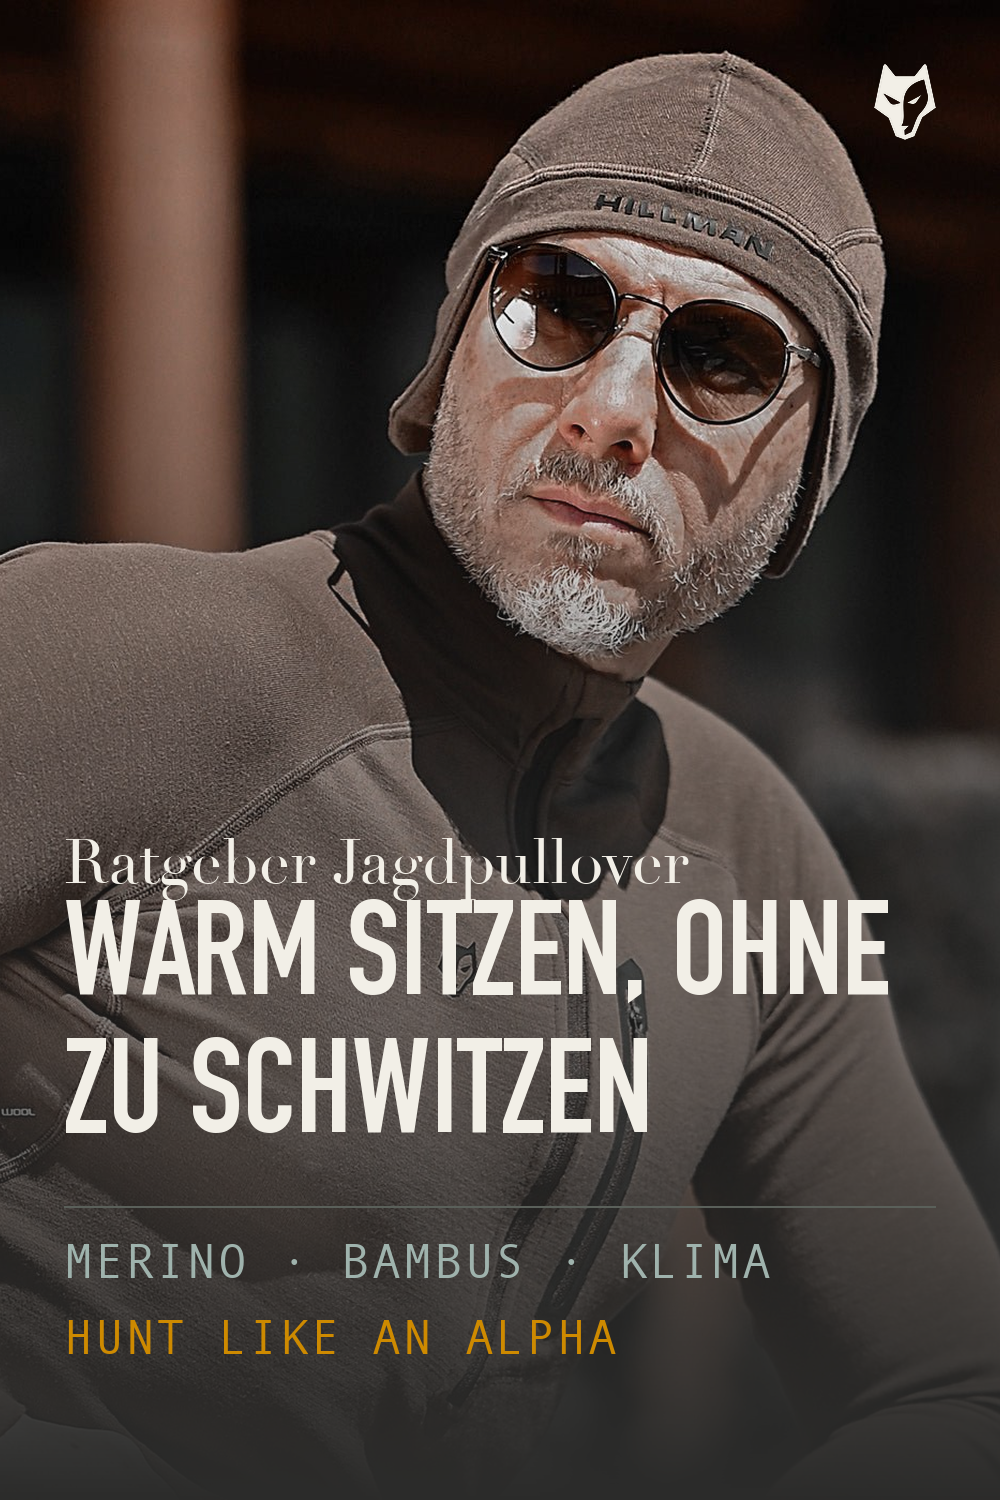 HILLMAN
Ratgeber Jagdpullover
WARM SITZEN, OHNE
ZU SCHWITZEN
WOOL
MERINO · BAMBUS · KLIMA
HUNT LIKE AN ALPHA